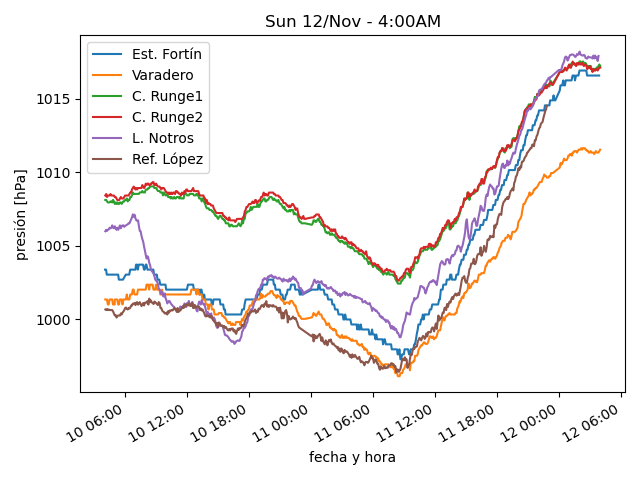 Sun 12/Nov - 4:00AM
Est. Fortín
Varadero
C. Runge1
C. Runge2
L. Notros
Ref. López
presión [hPa]
1015
1010
1005
1000
10 06:00
10 12:00
10 18:00
11 00:00
11 06:00
11 12:00
11 18:00
12 00:00
12 06:00
fecha y hora